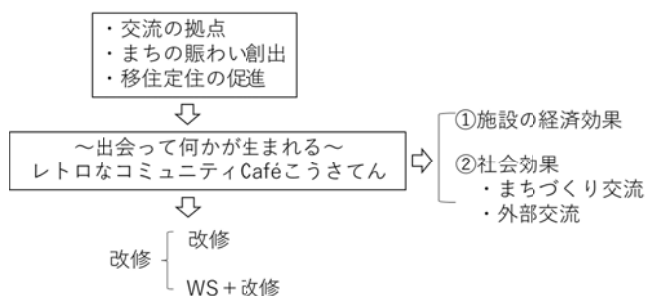 ・交流の拠点
・まちの賑わい創出
・移住定住の促進
～出会って何かが生まれる～
レトロなコミュニティCaféこうさてん
①施設の経済効果
②社会効果
・まちづくり交流
・外部交流
改修
改修
WS＋改修